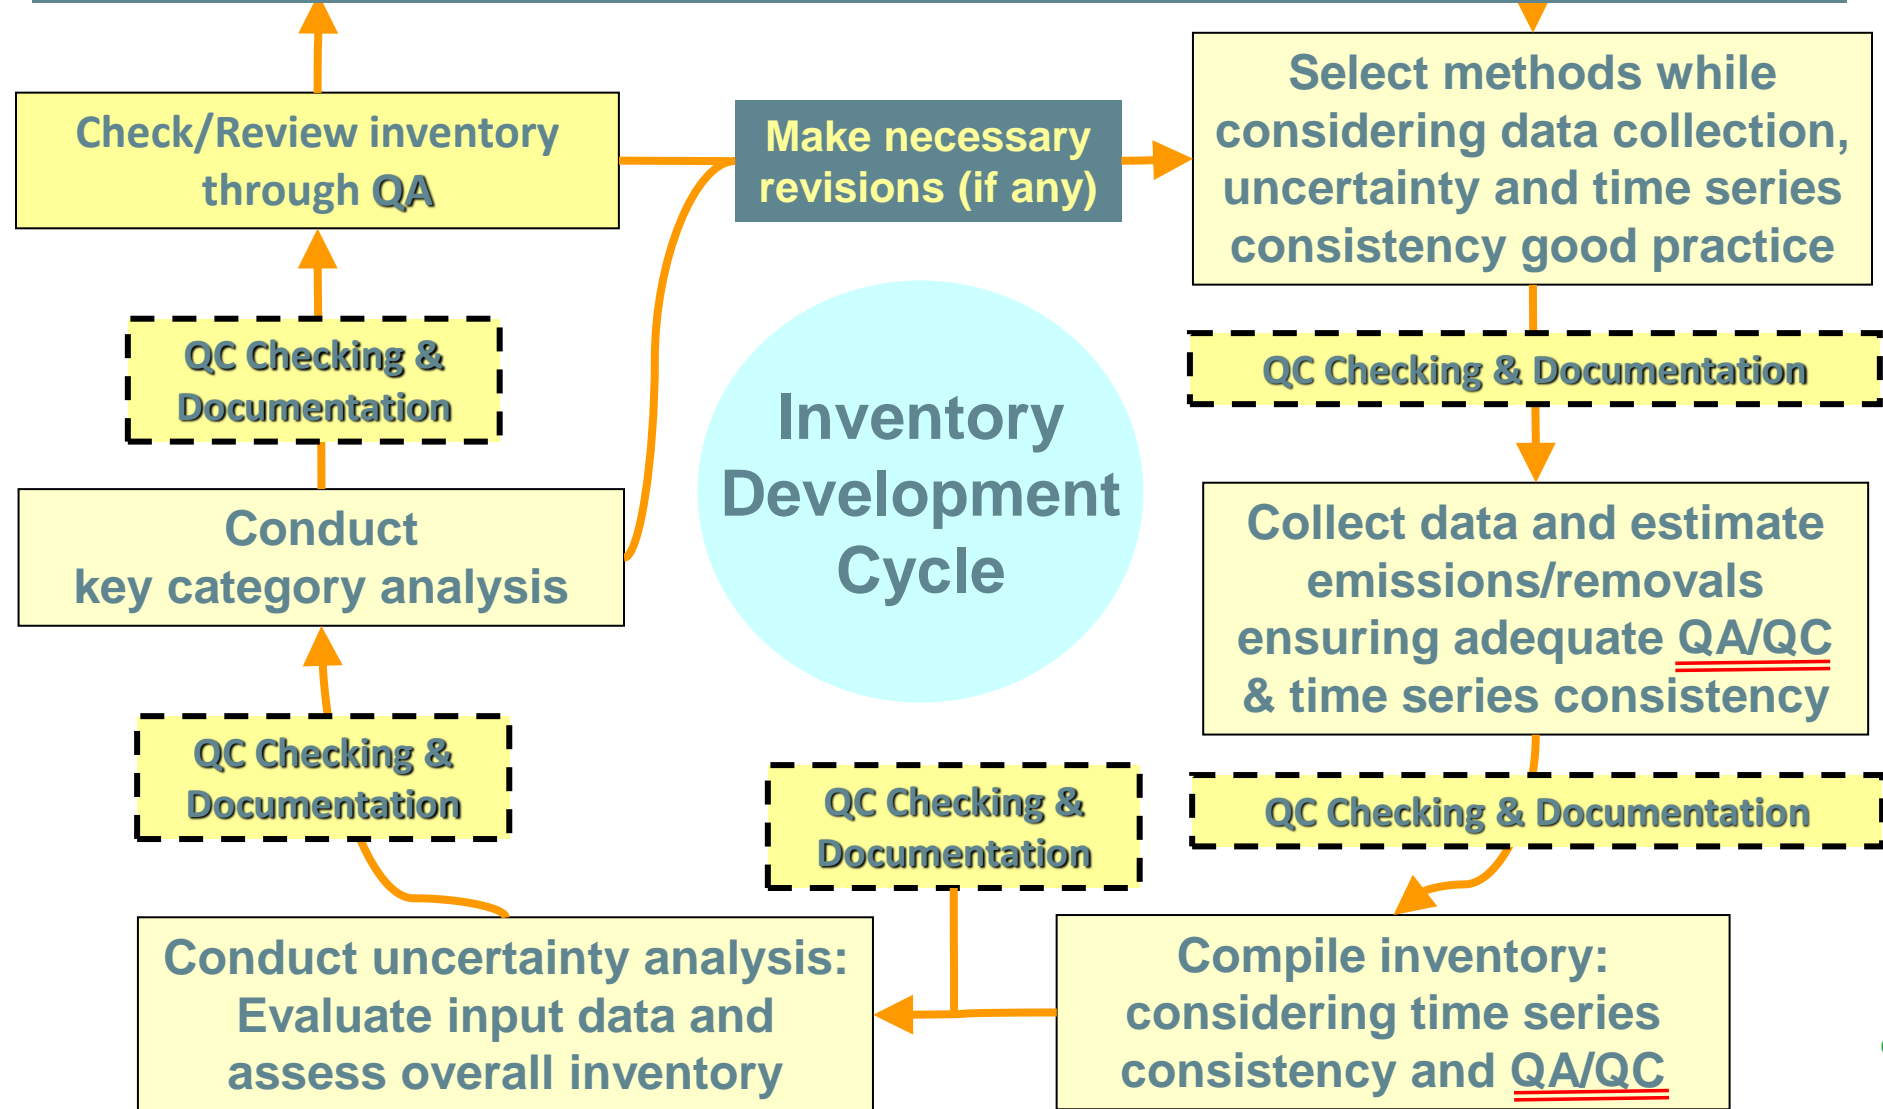 Check/Review inventory
through QA
Make necessary
revisions (if any)
Select methods while
considering data collection,
uncertainty and time series
consistency good practice
QC Checking &
Documentation
QC Checking & Documentation
Inventory
Development
Cycle
Conduct
key category analysis
Collect data and estimate
emissions/removals
ensuring adequate QA/QC
& time series consistency
QC Checking &
Documentation
QC Checking &
Documentation
QC Checking & Documentation
Conduct uncertainty analysis:
Evaluate input data and
assess overall inventory
Compile inventory:
considering time series
consistency and QA/QC